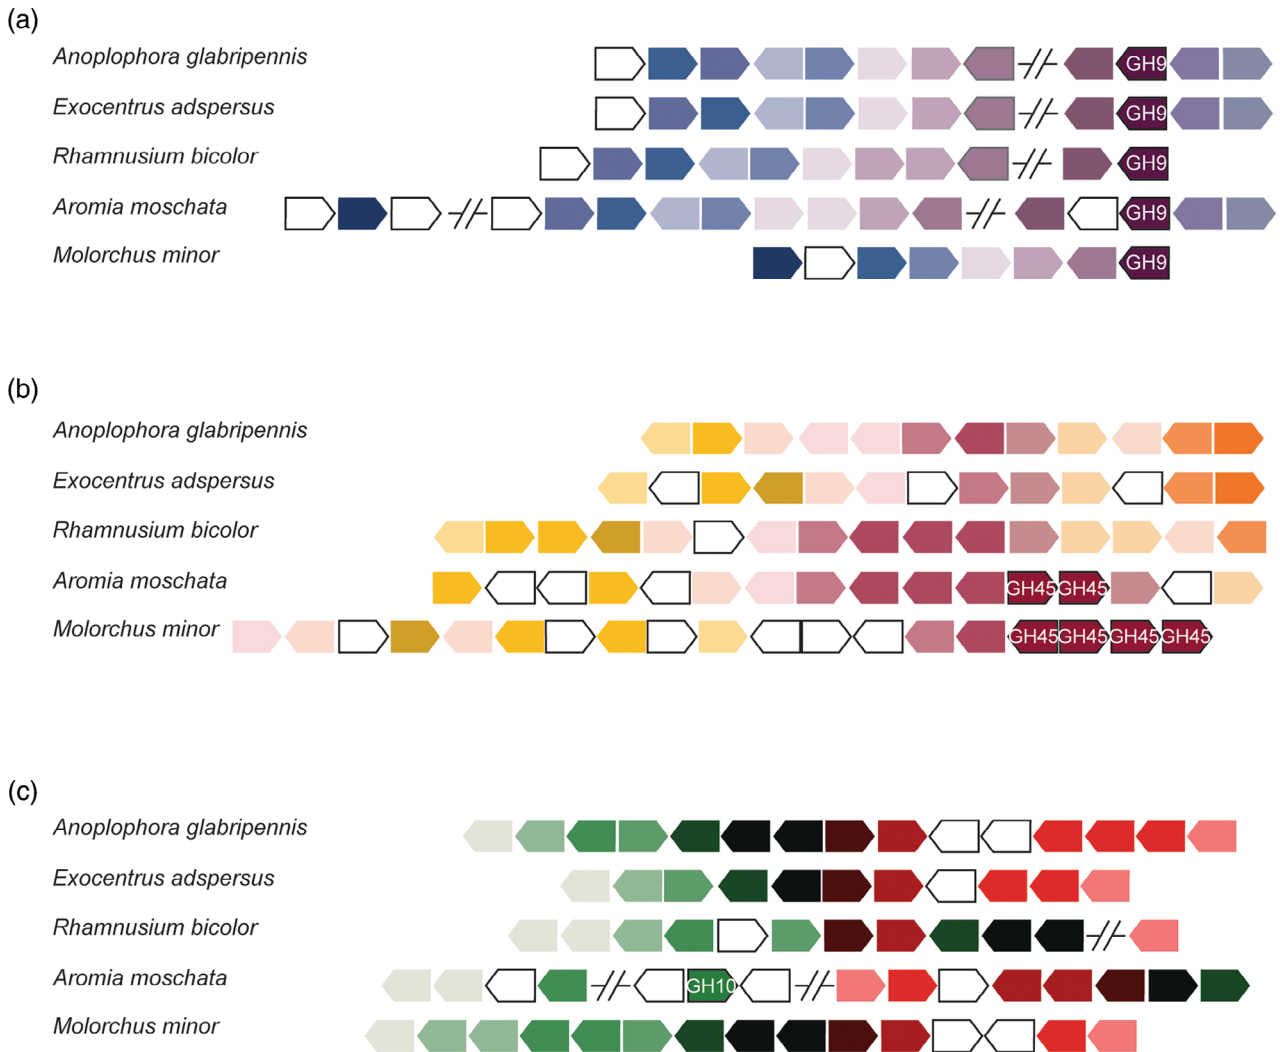 (a)
Anoplophora glabripennis GH9
Exocentrus adspersus GH9
Rhamnusium bicolor GH9
Aromia moschata GH9
Molorchus minor GH9
(b)
Anoplophora glabripennis
Exocentrus adspersus
Rhamnusium bicolor
Aromia moschata GH45 GH45
Molorchus minor GH45 GH45 GH45 GH45
(c)
Anoplophora glabripennis
Exocentrus adspersus
Rhamnusium bicolor
Aromia moschata GH10
Molorchus minor